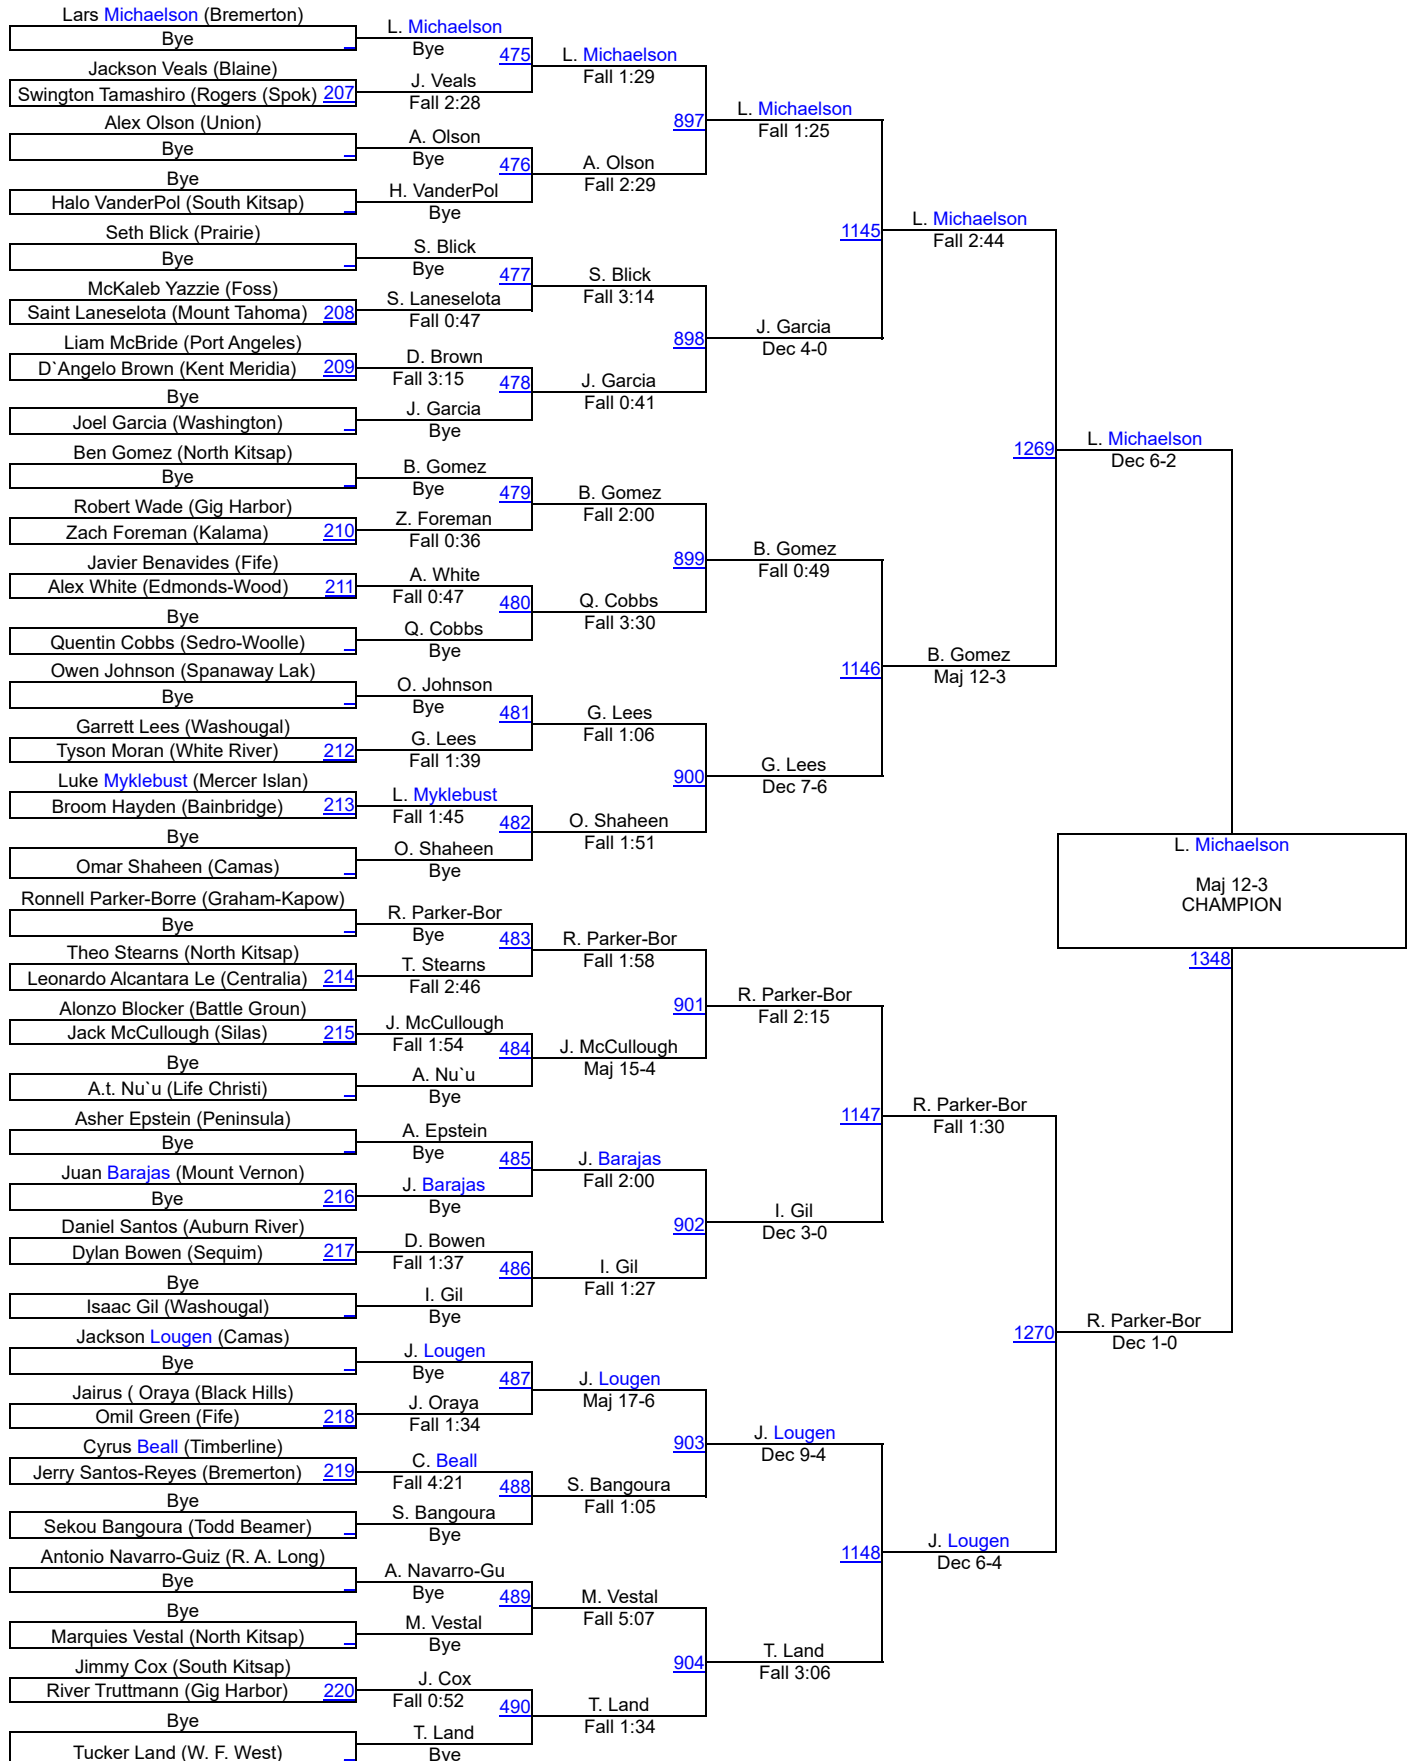 Lars Michaelson (Bremerton)
Bye
Jackson Veals (Blaine)
Swington Tamashiro (Rogers (Spok) 207
Alex Olson (Union)
Bye
Bye
Halo VanderPol (South Kitsap)
Seth Blick (Prairie)
Bye
McKaleb Yazzie (Foss)
Saint Laneselota (Mount Tahoma) 208
Liam McBride (Port Angeles)
D`Angelo Brown (Kent Meridia) 209
Bye
Joel Garcia (Washington)
Ben Gomez (North Kitsap)
Bye
Robert Wade (Gig Harbor)
Zach Foreman (Kalama) 210
Javier Benavides (Fife)
Alex White (Edmonds-Wood) 211
Bye
Quentin Cobbs (Sedro-Woolle)
Owen Johnson (Spanaway Lak)
Bye
Garrett Lees (Washougal)
Tyson Moran (White River) 212
Luke Myklebust (Mercer Islan)
Broom Hayden (Bainbridge) 213
Bye
Omar Shaheen (Camas)
Ronnell Parker-Borre (Graham-Kapow)
Bye
Theo Stearns (North Kitsap)
Leonardo Alcantara Le (Centralia) 214
Alonzo Blocker (Battle Groun)
Jack McCullough (Silas) 215
Bye
A.t. Nu`u (Life Christi)
Asher Epstein (Peninsula)
Bye
Juan Barajas (Mount Vernon)
Bye 216
Daniel Santos (Auburn River)
Dylan Bowen (Sequim) 217
Bye
Isaac Gil (Washougal)
Jackson Lougen (Camas)
Bye
Jairus ( Oraya (Black Hills)
Omil Green (Fife) 218
Cyrus Beall (Timberline)
Jerry Santos-Reyes (Bremerton) 219
Bye
Sekou Bangoura (Todd Beamer)
Antonio Navarro-Guiz (R. A. Long)
Bye
Bye
Marquies Vestal (North Kitsap)
Jimmy Cox (South Kitsap)
River Truttmann (Gig Harbor) 220
Bye
Tucker Land (W. F. West)
L. Michaelson
Bye
475
J. Veals
Fall 2:28
A. Olson
Bye
476
H. VanderPol
Bye
S. Blick
Bye
477
S. Laneselota
Fall 0:47
D. Brown
Fall 3:15
478
J. Garcia
Bye
B. Gomez
Bye
479
Z. Foreman
Fall 0:36
A. White
Fall 0:47
480
Q. Cobbs
Bye
O. Johnson
Bye
481
G. Lees
Fall 1:39
L. Myklebust
Fall 1:45
482
O. Shaheen
Bye
R. Parker-Bor
Bye
483
T. Stearns
Fall 2:46
J. McCullough
Fall 1:54
484
A. Nu`u
Bye
A. Epstein
Bye
485
J. Barajas
Bye
D. Bowen
Fall 1:37
486
I. Gil
Bye
J. Lougen
Bye
487
J. Oraya
Fall 1:34
C. Beall
Fall 4:21
488
S. Bangoura
Bye
A. Navarro-Gu
Bye
489
M. Vestal
Bye
J. Cox
Fall 0:52
490
T. Land
Bye
L. Michaelson
Fall 1:29
897
A. Olson
Fall 2:29
S. Blick
Fall 3:14
898
J. Garcia
Fall 0:41
B. Gomez
Fall 2:00
899
Q. Cobbs
Fall 3:30
G. Lees
Fall 1:06
900
O. Shaheen
Fall 1:51
R. Parker-Bor
Fall 1:58
901
J. McCullough
Maj 15-4
J. Barajas
Fall 2:00
902
I. Gil
Fall 1:27
J. Lougen
Maj 17-6
903
S. Bangoura
Fall 1:05
M. Vestal
Fall 5:07
904
T. Land
Fall 1:34
L. Michaelson
Fall 1:25
1145
J. Garcia
Dec 4-0
B. Gomez
Fall 0:49
1146
G. Lees
Dec 7-6
R. Parker-Bor
Fall 2:15
1147
I. Gil
Dec 3-0
J. Lougen
Dec 9-4
1148
T. Land
Fall 3:06
L. Michaelson
Fall 2:44
1269
B. Gomez
Maj 12-3
R. Parker-Bor
Fall 1:30
1270
J. Lougen
Dec 6-4
L. Michaelson
Dec 6-2
R. Parker-Bor
Dec 1-0
L. Michaelson
Maj 12-3
CHAMPION
1348